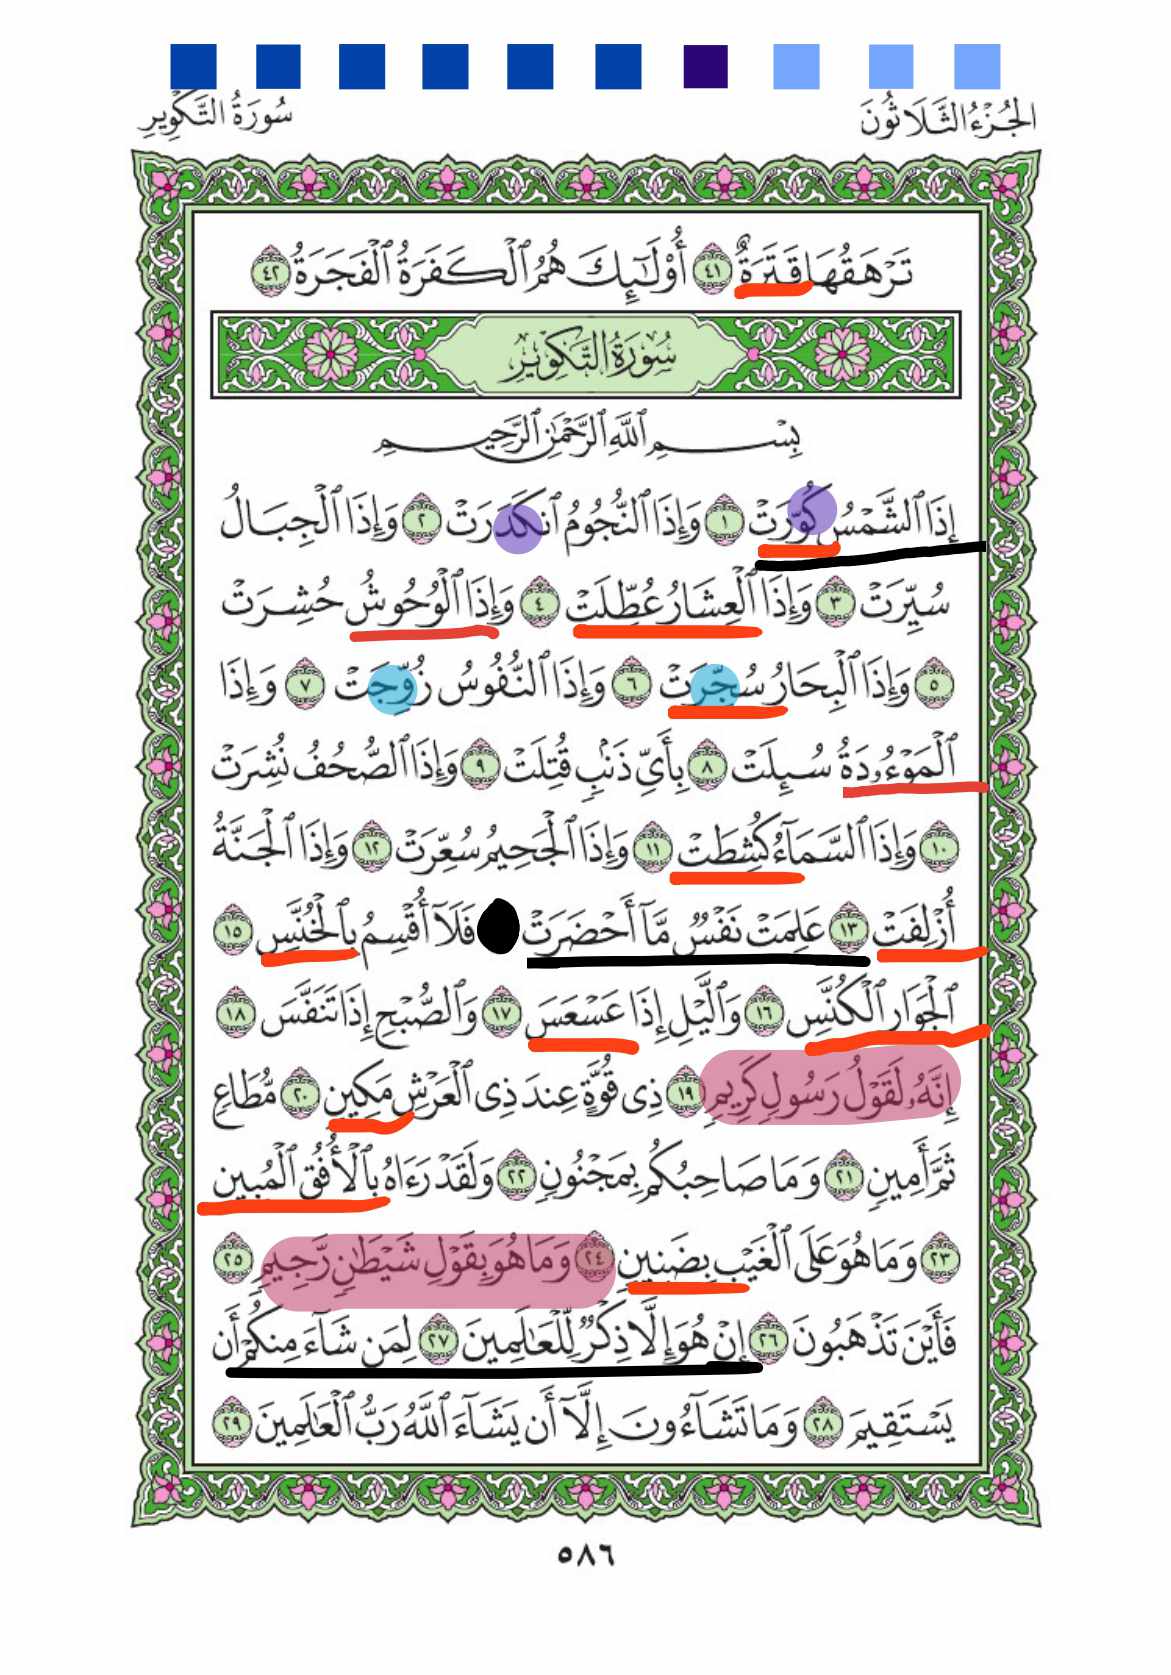 الجُزْءُ الثَّلَاثُونَ
سُورَةُ التَّكْوِيرِ
تَرْهَقُهَا قَتَرَةٌ ٤١ أُوْلَٰٓئِكَ هُمُ ٱلْكَفَرَةُ ٱلْفَجَرَةُ ٤٢
سُورَةُ التَّكْوِيرِ
بِسْمِ ٱللَّهِ ٱلرَّحْمَٰنِ ٱلرَّحِيمِ
إِذَا ٱلشَّمْسُ كُوِّرَتْ ١ وَإِذَا ٱلنُّجُومُ ٱنكَدَرَتْ ٢ وَإِذَا ٱلْجِبَالُ
سُيِّرَتْ ٣ وَإِذَا ٱلْعِشَارُ عُطِّلَتْ ٤ وَإِذَا ٱلْوُحُوشُ حُشِرَتْ
٥ وَإِذَا ٱلْبِحَارُ سُجِّرَتْ ٦ وَإِذَا ٱلنُّفُوسُ زُوِّجَتْ ٧ وَإِذَا
ٱلْمَوْءُۥدَةُ سُئِلَتْ ٨ بِأَىِّ ذَنۢبٍ قُتِلَتْ ٩ وَإِذَا ٱلصُّحُفُ نُشِرَتْ
١٠ وَإِذَا ٱلسَّمَآءُ كُشِطَتْ ١١ وَإِذَا ٱلْجَحِيمُ سُعِّرَتْ ١٢ وَإِذَا ٱلْجَنَّةُ
أُزْلِفَتْ ١٣ عَلِمَتْ نَفْسٌ مَّآ أَحْضَرَتْ فَلَآ أُقْسِمُ بِٱلْخُنَّسِ ١٥
ٱلْجَوَارِ ٱلْكُنَّسِ ١٦ وَٱلَّيْلِ إِذَا عَسْعَسَ ١٧ وَٱلصُّبْحِ إِذَا تَنَفَّسَ ١٨
إِنَّهُۥ لَقَوْلُ رَسُولٍ كَرِيمٍ ١٩ ذِى قُوَّةٍ عِندَ ذِى ٱلْعَرْشِ مَكِينٍ ٢٠ مُّطَاعٍ
ثَمَّ أَمِينٍ ٢١ وَمَا صَاحِبُكُم بِمَجْنُونٍ ٢٢ وَلَقَدْ رَءَاهُ بِٱلْأُفُقِ ٱلْمُبِينِ
٢٣ وَمَا هُوَ عَلَى ٱلْغَيْبِ بِضَنِينٍ ٢٤ وَمَا هُوَ بِقَوْلِ شَيْطَٰنٍ رَّجِيمٍ ٢٥
فَأَيْنَ تَذْهَبُونَ ٢٦ إِنْ هُوَ إِلَّا ذِكْرٌ لِّلْعَٰلَمِينَ ٢٧ لِمَن شَآءَ مِنكُمْ أَن
يَسْتَقِيمَ ٢٨ وَمَا تَشَآءُونَ إِلَّآ أَن يَشَآءَ ٱللَّهُ رَبُّ ٱلْعَٰلَمِينَ ٢٩
٥٨٦